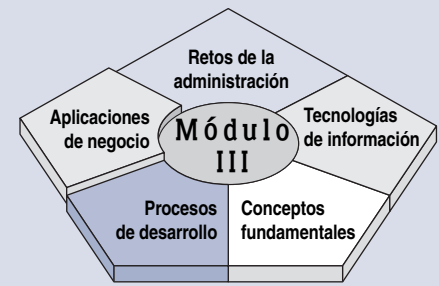 Retos de la
administración
Aplicaciones
de negocio
Módulo
III
Tecnologías
de información
Procesos
de desarrollo
Conceptos
fundamentales